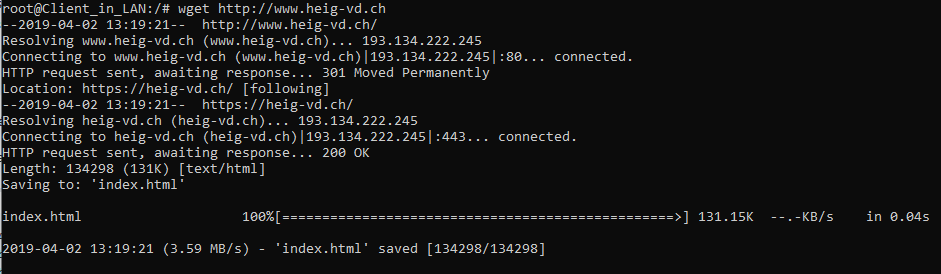 root@Client_in_LAN:/# wget http://www.heig-vd.ch
--2019-04-02 13:19:21--  http://www.heig-vd.ch/
Resolving www.heig-vd.ch (www.heig-vd.ch)... 193.134.222.245
Connecting to www.heig-vd.ch (www.heig-vd.ch)|193.134.222.245|:80... connected.
HTTP request sent, awaiting response... 301 Moved Permanently
Location: https://heig-vd.ch/ [following]
--2019-04-02 13:19:21--  https://heig-vd.ch/
Resolving heig-vd.ch (heig-vd.ch)... 193.134.222.245
Connecting to heig-vd.ch (heig-vd.ch)|193.134.222.245|:443... connected.
HTTP request sent, awaiting response... 200 OK
Length: 134298 (131K) [text/html]
Saving to: 'index.html'
index.html                    100%[=================================================>] 131.15K  --.-KB/s    in 0.04s
2019-04-02 13:19:21 (3.59 MB/s) - 'index.html' saved [134298/134298]